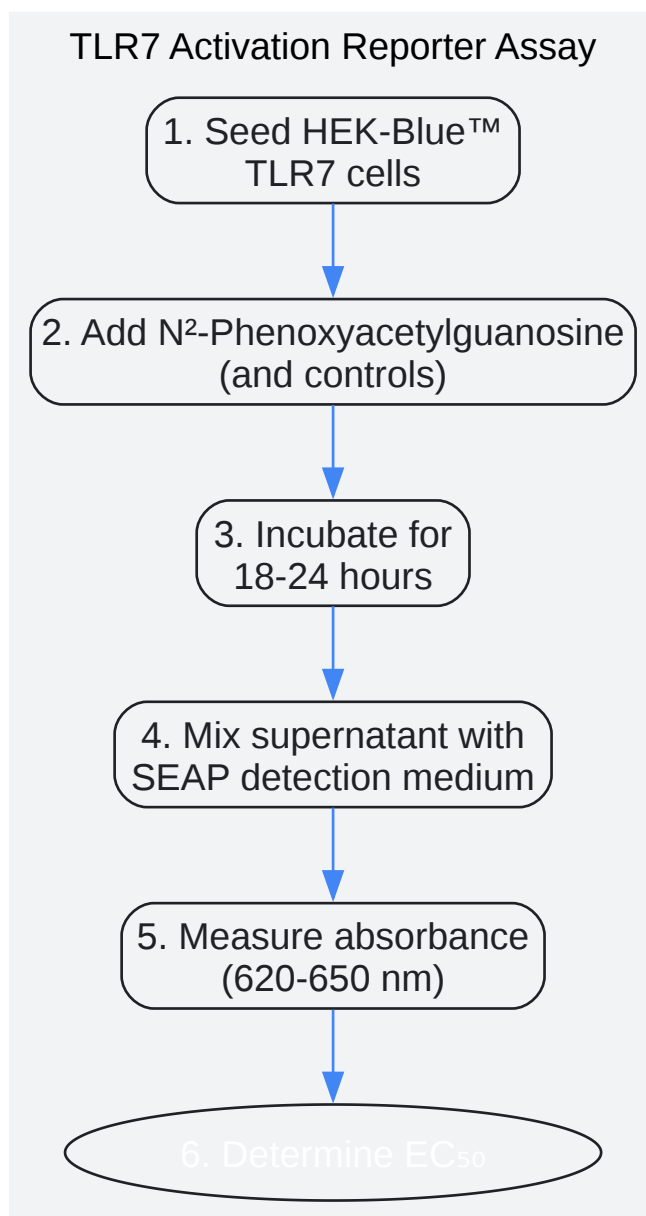 TLR7 Activation Reporter Assay
1. Seed HEK-Blue™
TLR7 cells
2. Add N²-Phenoxyacetylguanosine
(and controls)
3. Incubate for
18-24 hours
4. Mix supernatant with
SEAP detection medium
5. Measure absorbance
(620-650 nm)
6. Determine EC₅₀